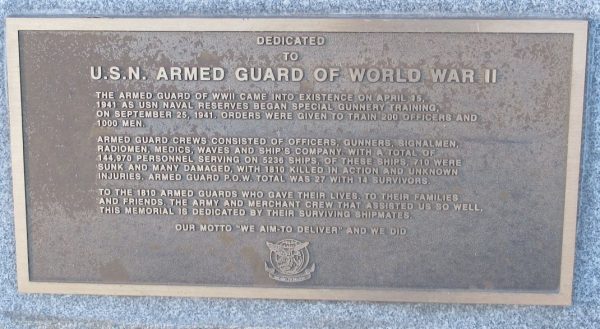 DEDICATED
TO
U.S.N. ARMED GUARD OF WORLD WAR II
THE ARMED GUARD OF WWII CAME INTO EXISTENCE ON APRIL 15,
1941 AS USN NAVAL RESERVES BEGAN SPECIAL GUNNERY TRAINING,
ON SEPTEMBER 25, 1941. ORDERS WERE GIVEN TO TRAIN 200 OFFICERS AND
1000 MEN.
ARMED GUARD CREWS CONSISTED OF OFFICERS, GUNNERS, SIGNALMEN,
RADIOMEN, MEDICS, WAVES AND SHIP'S COMPANY WITH A TOTAL OF
144,970 PERSONNEL SERVING ON 5236 SHIPS. OF THESE SHIPS, 710 WERE
SUNK AND MANY DAMAGED, WITH 1810 KILLED IN ACTION AND UNKNOWN
INJURIES. ARMED GUARD P.O.W. TOTAL WAS 27 WITH 14 SURVIVORS.
TO THE 1810 ARMED GUARDS WHO GAVE THEIR LIVES, TO THEIR FAMILIES
AND FRIENDS, THE ARMY AND MERCHANT CREW THAT ASSISTED US SO WELL,
THIS MEMORIAL IS DEDICATED BY THEIR SURVIVING SHIPMATES.
OUR MOTTO "WE AIM-TO DELIVER" AND WE DID